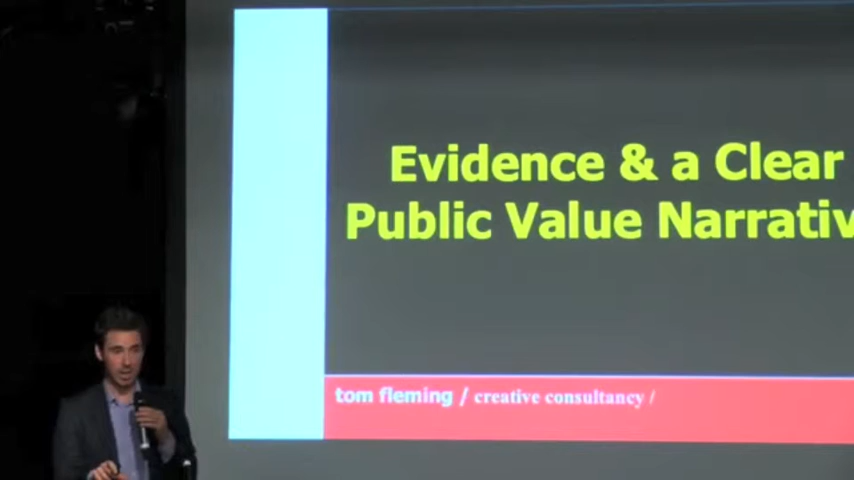 Evidence & a Clear
Public Value Narrativ
tom fleming / creative consultancy /